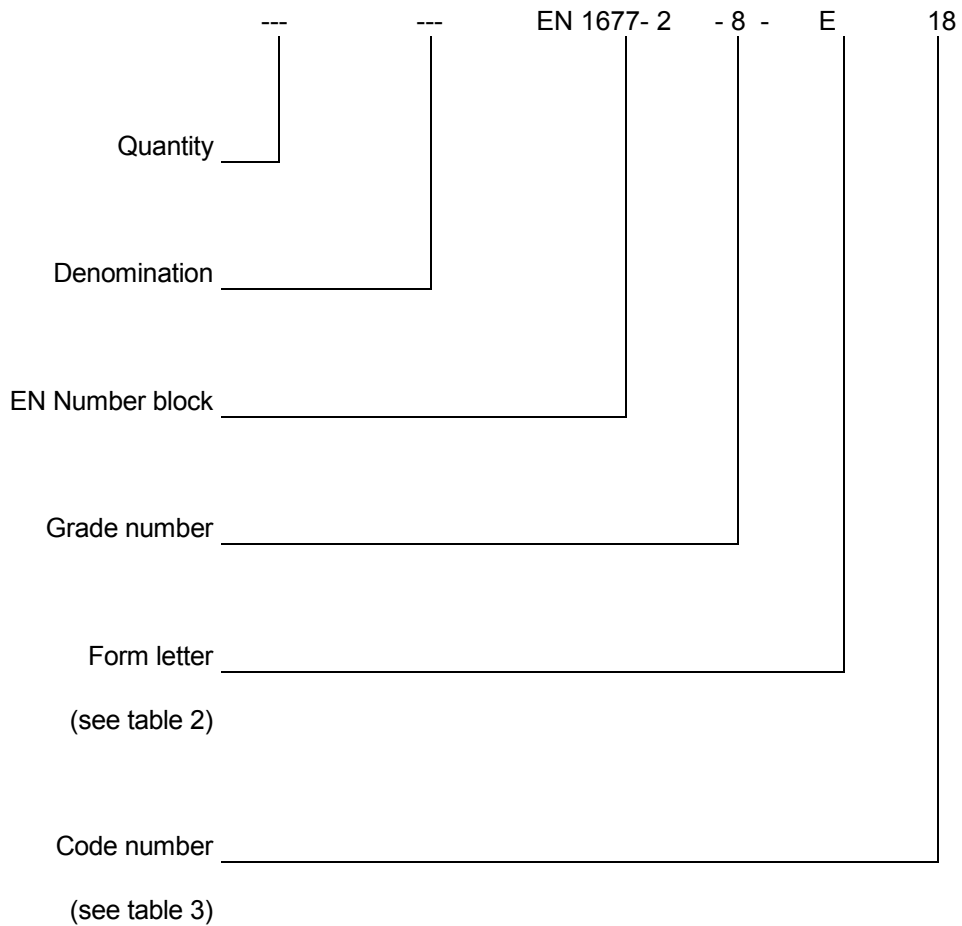 --- --- EN 1677- 2 - 8 - E 18
Quantity
Denomination
EN Number block
Grade number
Form letter
(see table 2)
Code number
(see table 3)